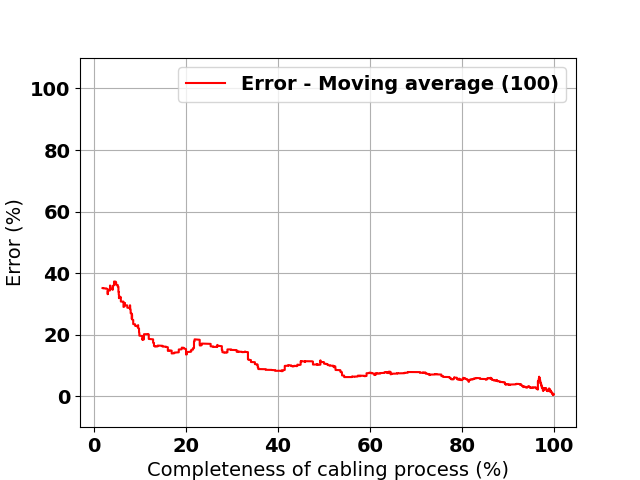 Error - Moving average (100)
100
80
60
40
20
0
Error (%)
0 20 40 60 80 100
Completeness of cabling process (%)